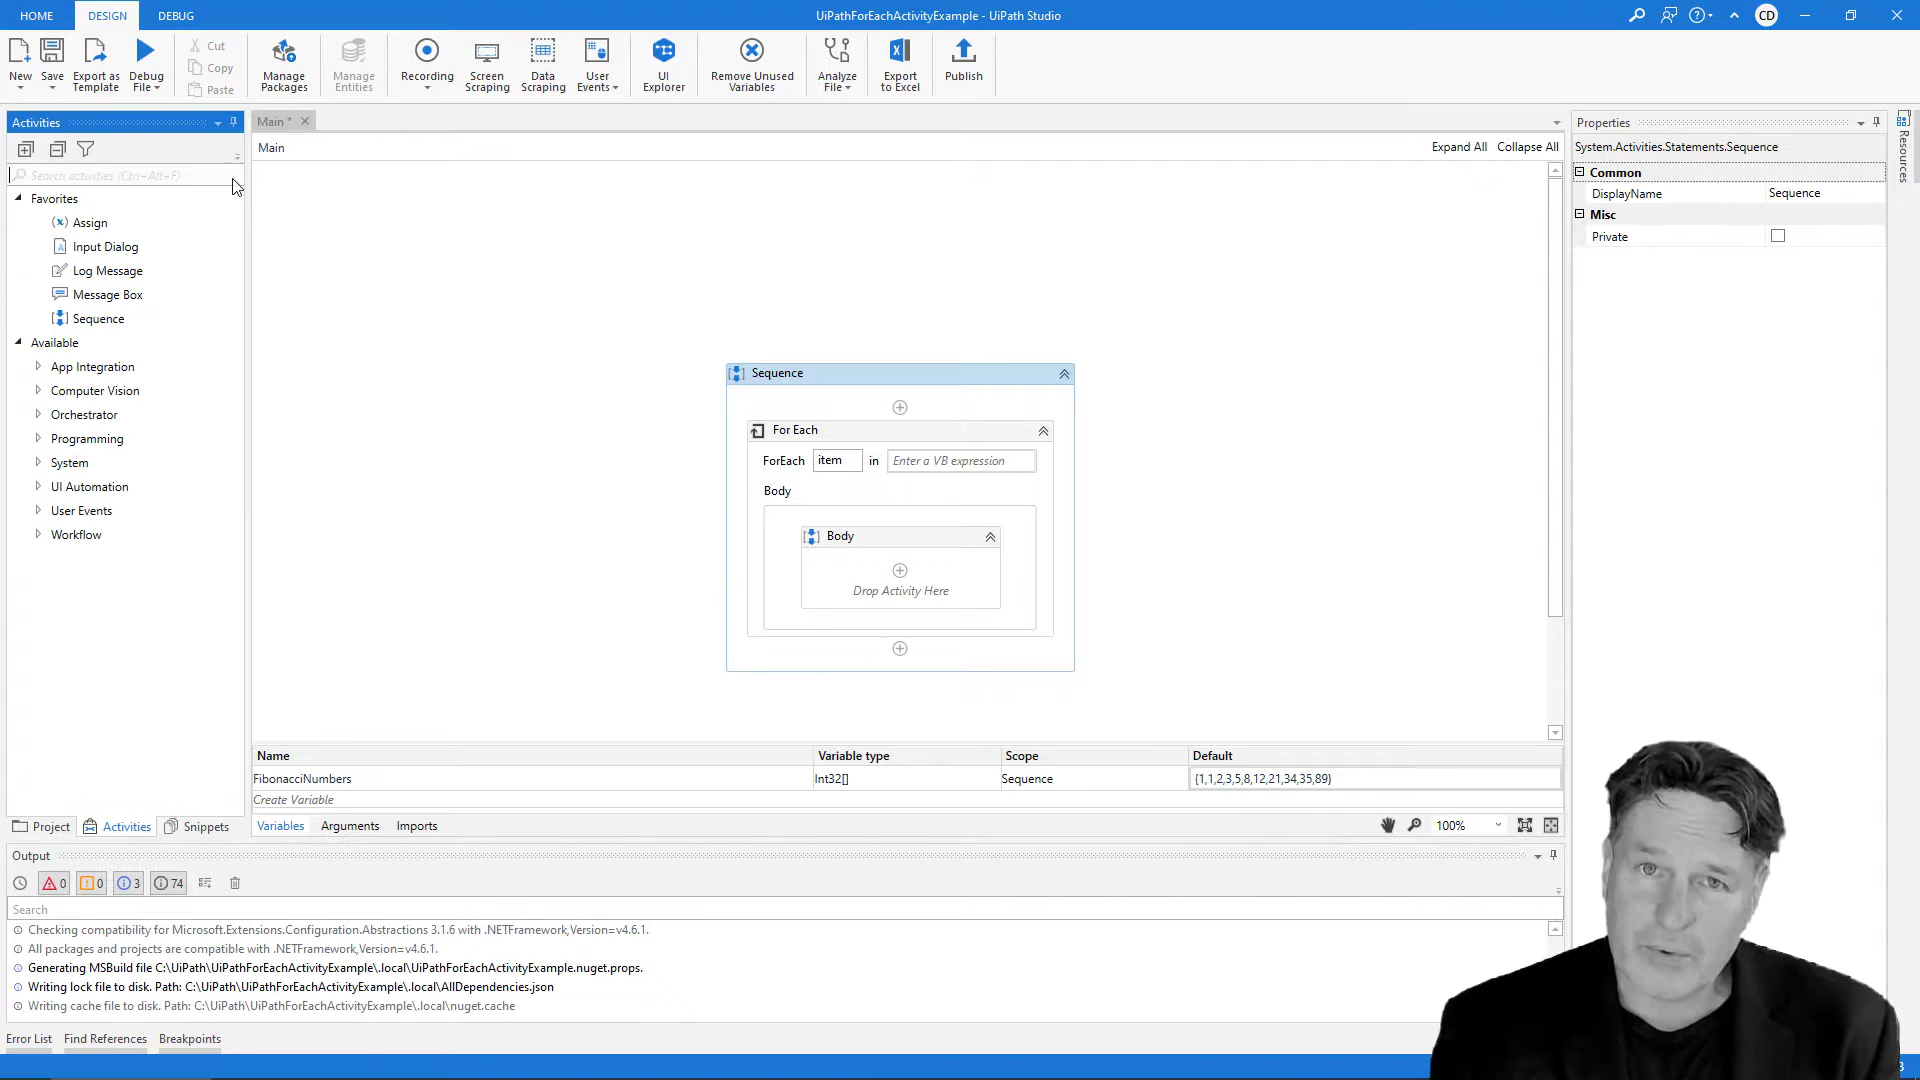 HOME DESIGN DEBUG UiPathForEachActivityExample - UiPath Studio CD
New Save Export as Template Debug File Cut Copy Paste Manage Packages Manage Entities Recording Screen Scraping Data Scraping User Events UI Explorer Remove Unused Variables Analyze File Export to Excel Publish
Activities
Search activities (Ctrl+Alt+F)
Favorites
Assign
Input Dialog
Log Message
Message Box
Sequence
Available
App Integration
Computer Vision
Orchestrator
Programming
System
UI Automation
User Events
Workflow
Project Activities Snippets
Main *
Main Expand All Collapse All
Sequence
For Each
ForEach item in Enter a VB expression
Body
Body
Drop Activity Here
Name Variable type Scope Default
FibonacciNumbers Int32[] Sequence {1,1,2,3,5,8,12,21,34,35,89}
Create Variable
Variables Arguments Imports 100%
Properties
System.Activities.Statements.Sequence
Common
DisplayName Sequence
Misc
Private
Resources
Output
0 0 3 74
Search
Checking compatibility for Microsoft.Extensions.Configuration.Abstractions 3.1.6 with .NETFramework,Version=v4.6.1.
All packages and projects are compatible with .NETFramework,Version=v4.6.1.
Generating MSBuild file C:\UiPath\UiPathForEachActivityExample\.local\UiPathForEachActivityExample.nuget.props.
Writing lock file to disk. Path: C:\UiPath\UiPathForEachActivityExample\.local\AllDependencies.json
Writing cache file to disk. Path: C:\UiPath\UiPathForEachActivityExample\.local\nuget.cache
Error List Find References Breakpoints